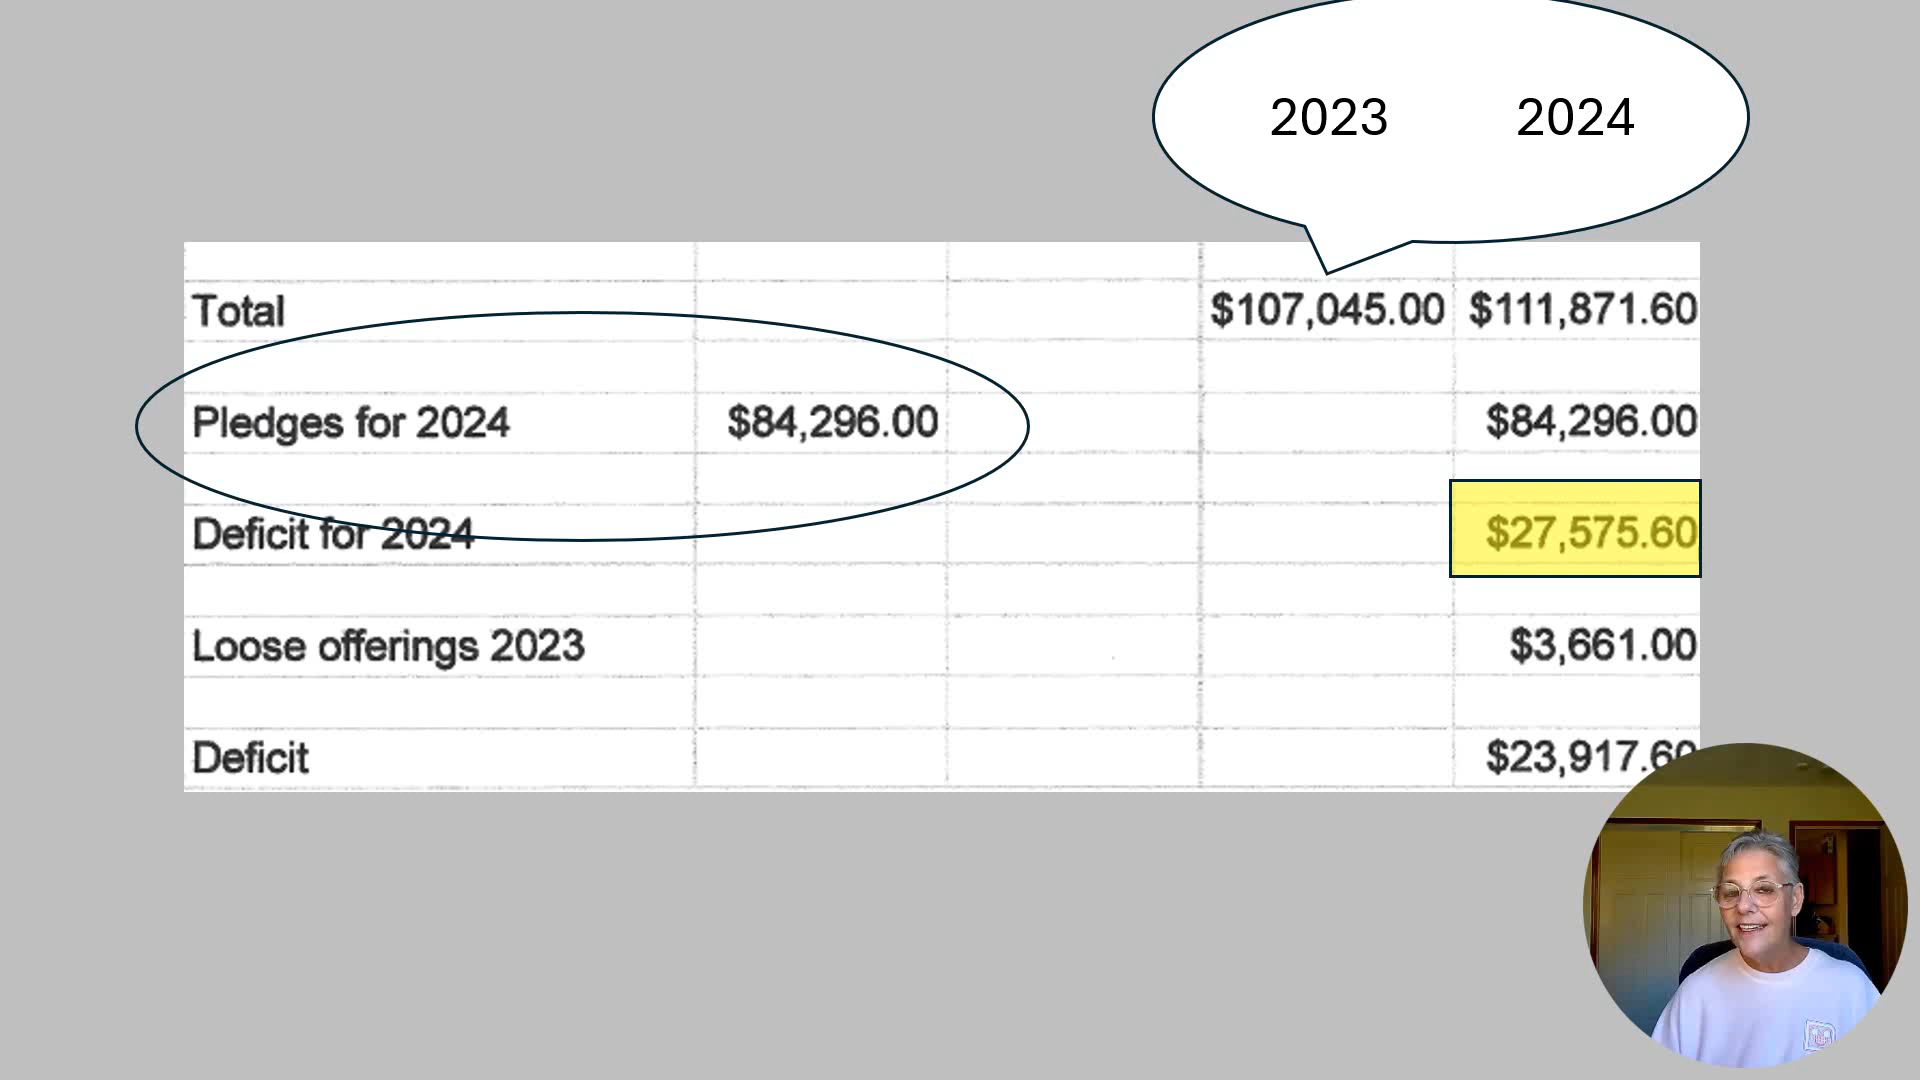 2023 2024
Total $107,045.00 $111,871.60
Pledges for 2024 $84,296.00 $84,296.00
Deficit for 2024 $27,575.60
Loose offerings 2023 $3,661.00
Deficit $23,917.60